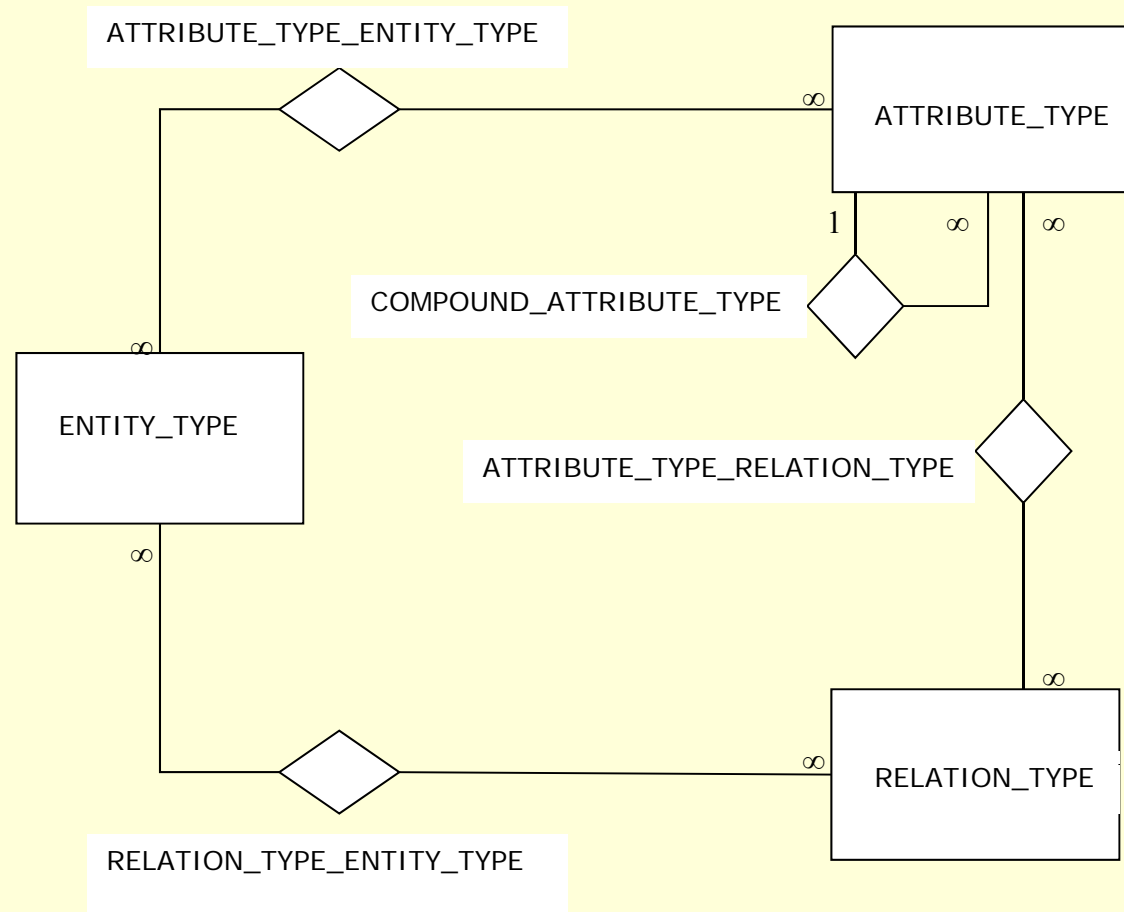 ATTRIBUTE_TYPE_ENTITY_TYPE
∞
ATTRIBUTE_TYPE
1
∞
∞
COMPOUND_ATTRIBUTE_TYPE
∞
ENTITY_TYPE
ATTRIBUTE_TYPE_RELATION_TYPE
∞
∞
∞
RELATION_TYPE
RELATION_TYPE_ENTITY_TYPE